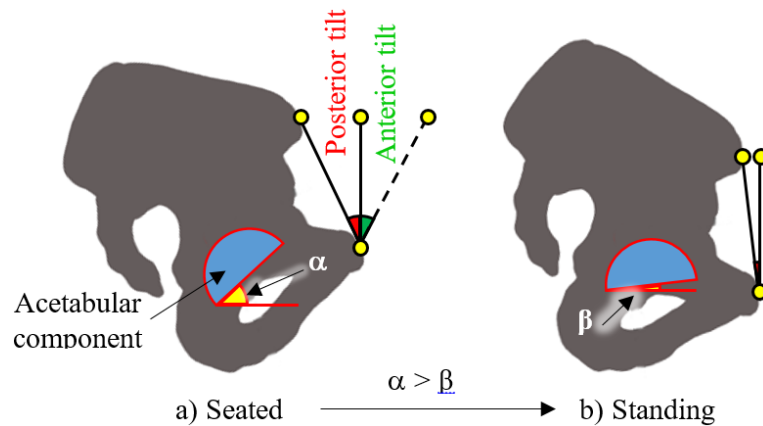 Posterior tilt
Anterior tilt
α
Acetabular
component
β
a) Seated
α > β
b) Standing